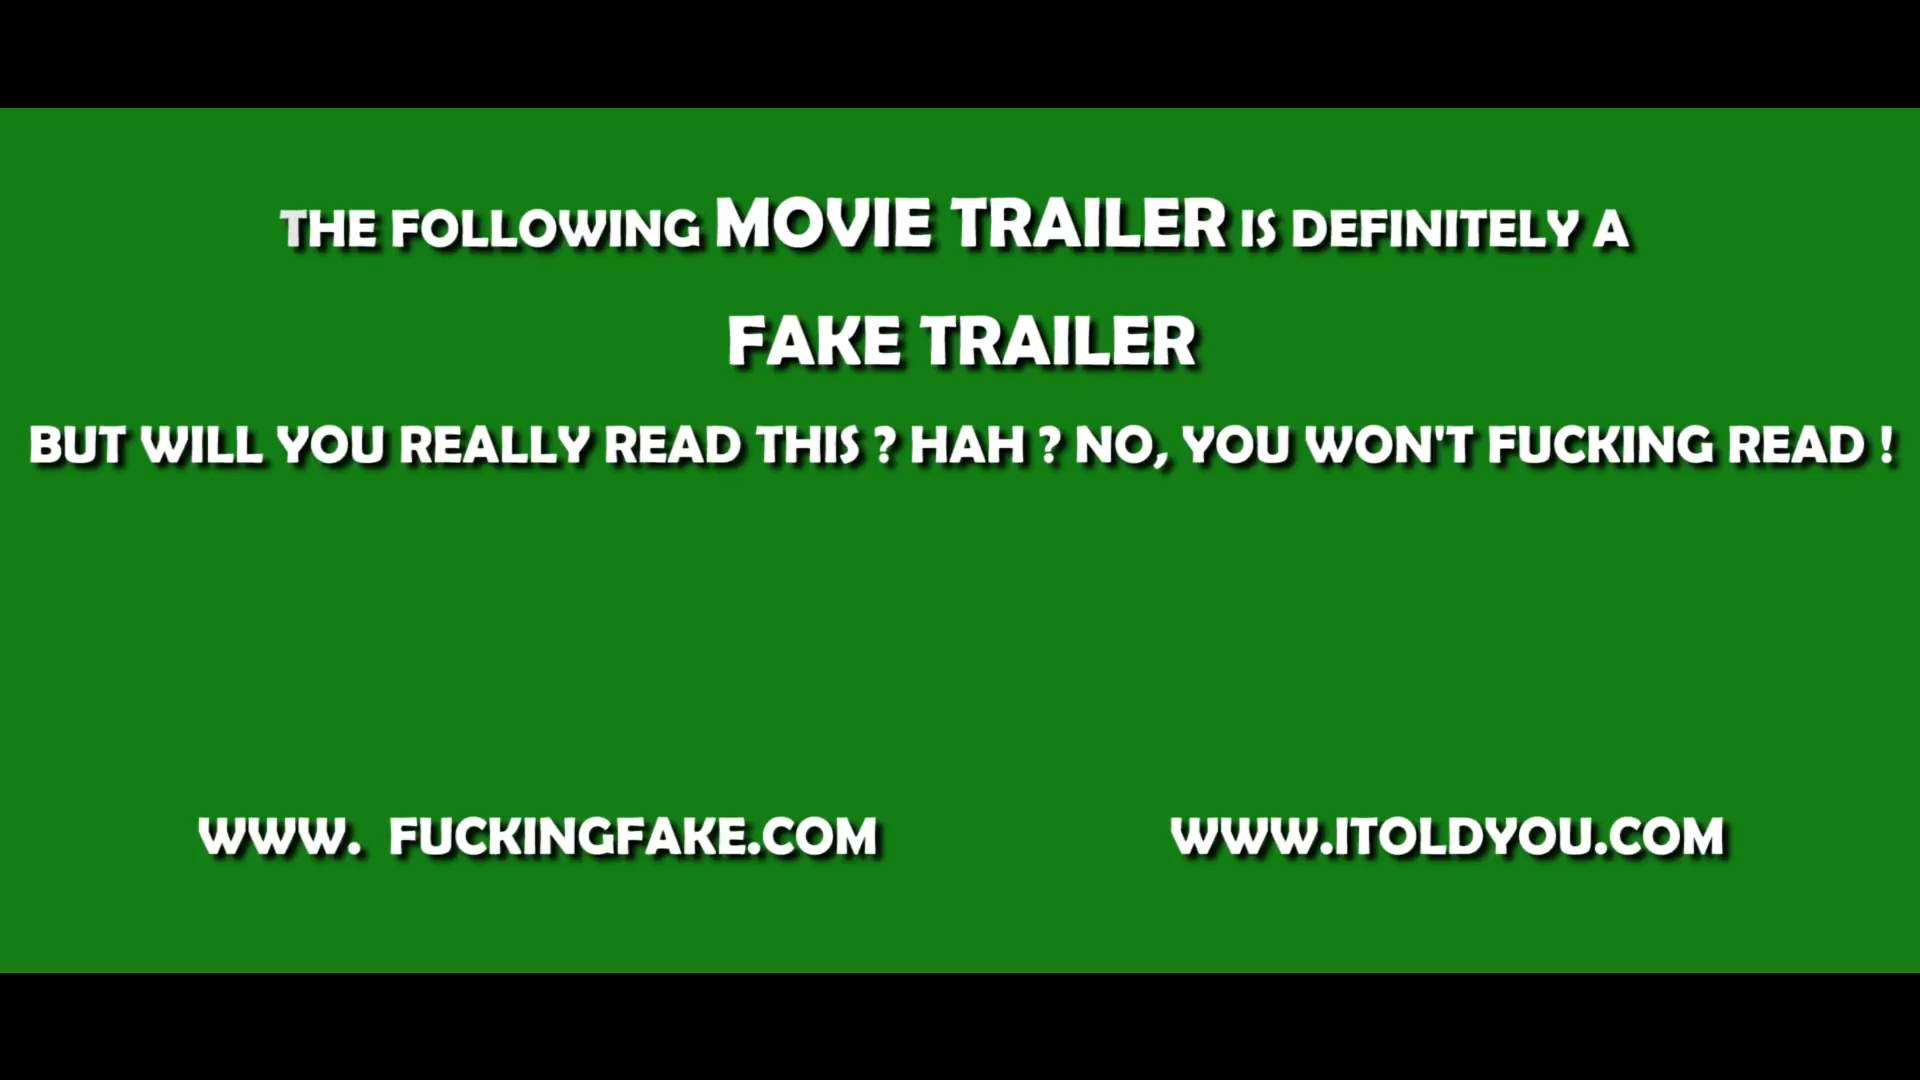 THE FOLLOWING MOVIE TRAILER IS DEFINITELY A
FAKE TRAILER
BUT WILL YOU REALLY READ THIS ? HAH ? NO, YOU WON'T FUCKING READ !
WWW. FUCKINGFAKE.COM
WWW.ITOLDYOU.COM